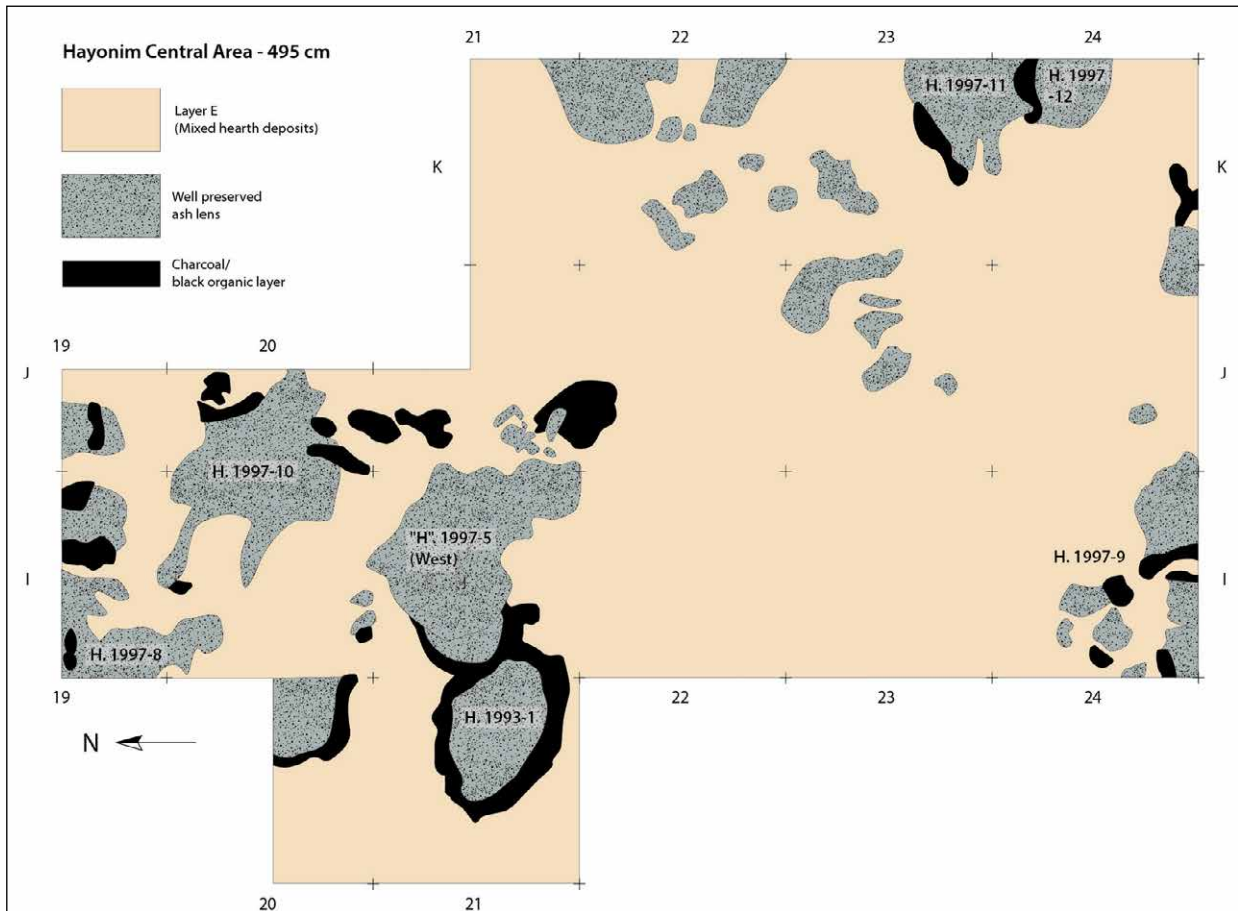 Hayonim Central Area - 495 cm
Layer E
(Mixed hearth deposits)
Well preserved
ash lens
Charcoal/
black organic layer
21
22
23
24
H. 1997-11
H. 1997
-12
K
K
19
20
J
J
H. 1997-10
"H". 1997-5
(West)
H. 1997-9
I
I
H. 1997-8
19
H. 1993-1
22
23
24
N
20
21